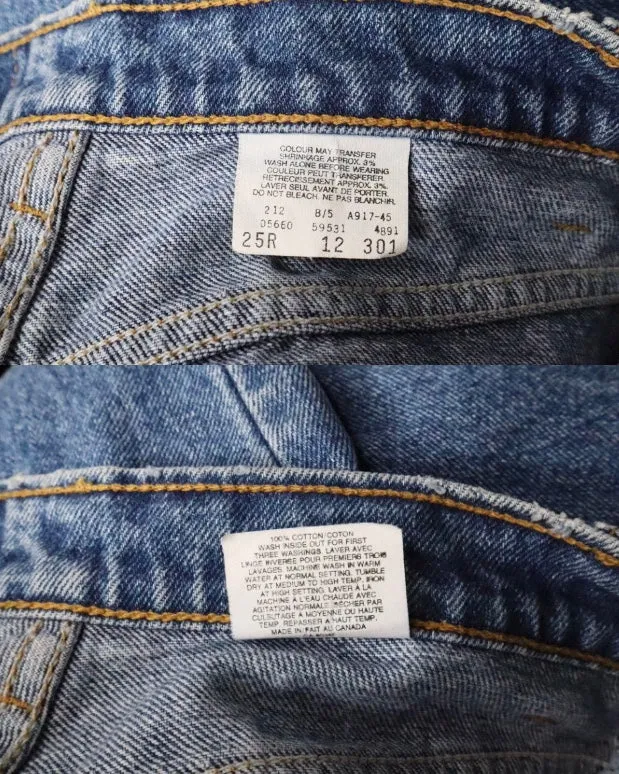 COLOUR MAY TRANSFER
SHRINKAGE APPROX. 3%
WASH ALONE BEFORE WEARING
COULEUR PEUT TRANSFERER
RETRECISSEMENT APPROX. 3%.
LAVER SEUL AVANT DE PORTER.
DO NOT BLEACH. NE PAS BLANCHIR.
212 B/5 A917-45
05660 59531 4891
25R 12 301
100% COTTON/COTON
WASH INSIDE OUT FOR FIRST
THREE WASHINGS. LAVER AVEC
LINGE INVERSE POUR PREMIERS TROIS
LAVAGES. MACHINE WASH IN WARM
WATER AT NORMAL SETTING. TUMBLE
DRY AT MEDIUM TO HIGH TEMP. IRON
AT HIGH SETTING. LAVER À LA
MACHINE A L'EAU CHAUDE AVEC
AGITATION NORMALE. SÉCHER PAR
CULBUTAGE A MOYENNE OU HAUTE
TEMP. REPASSER À HAUT TEMP.
MADE IN/FAIT AU CANADA